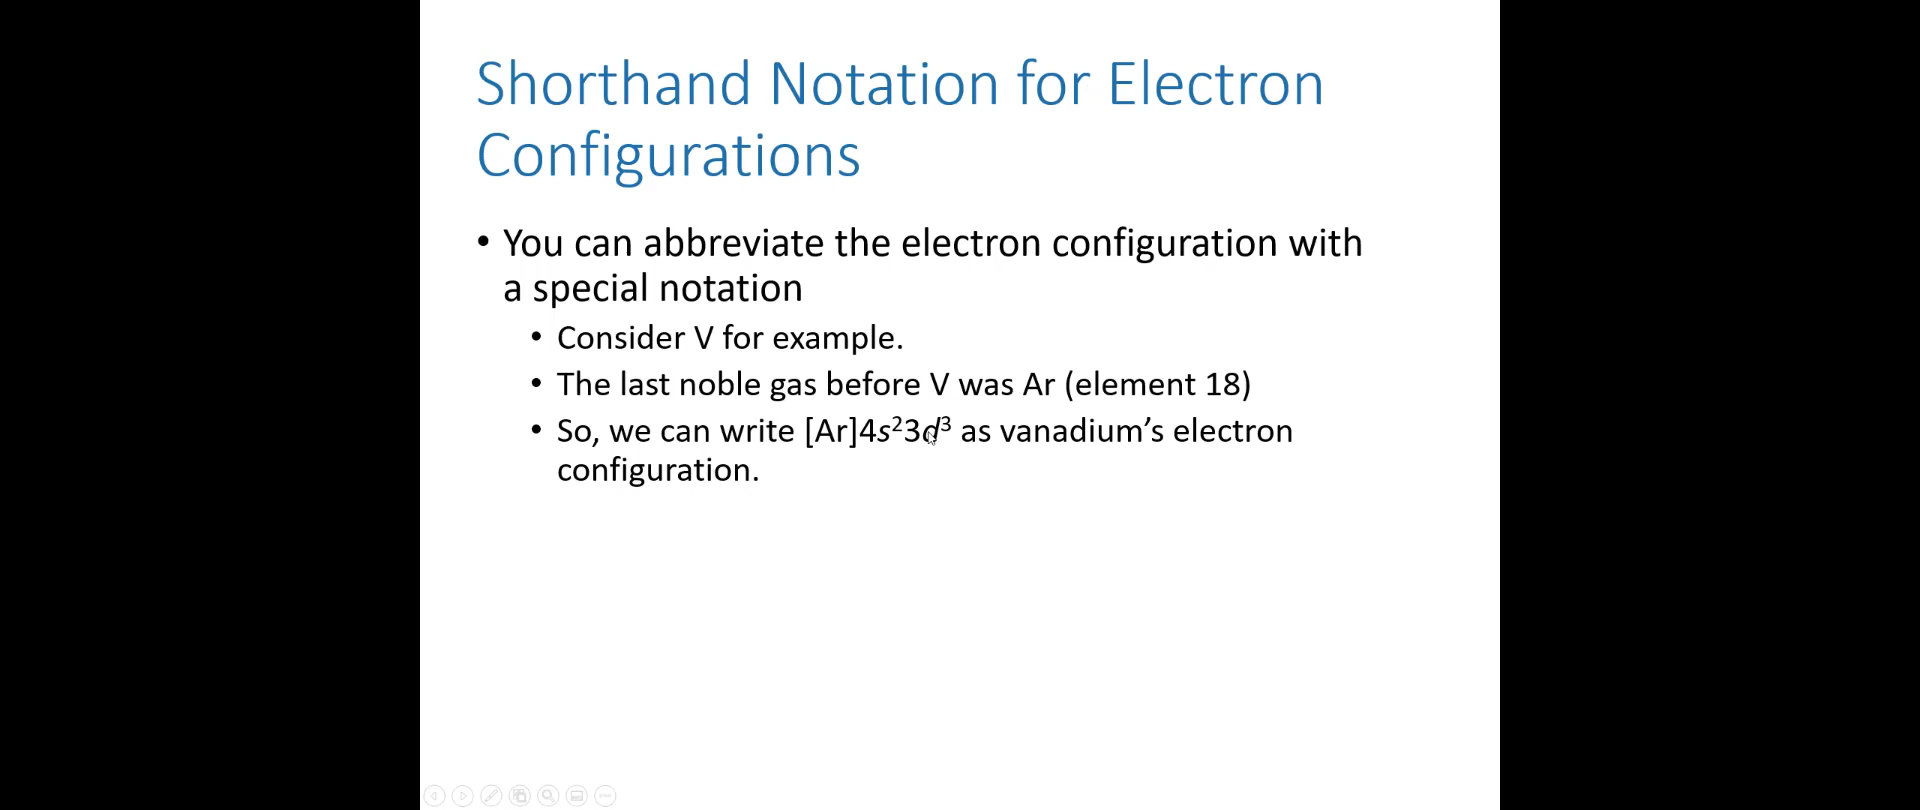 Shorthand Notation for Electron
Configurations
• You can abbreviate the electron configuration with
a special notation
• Consider V for example.
• The last noble gas before V was Ar (element 18)
• So, we can write [Ar]4s²3d³ as vanadium’s electron
configuration.